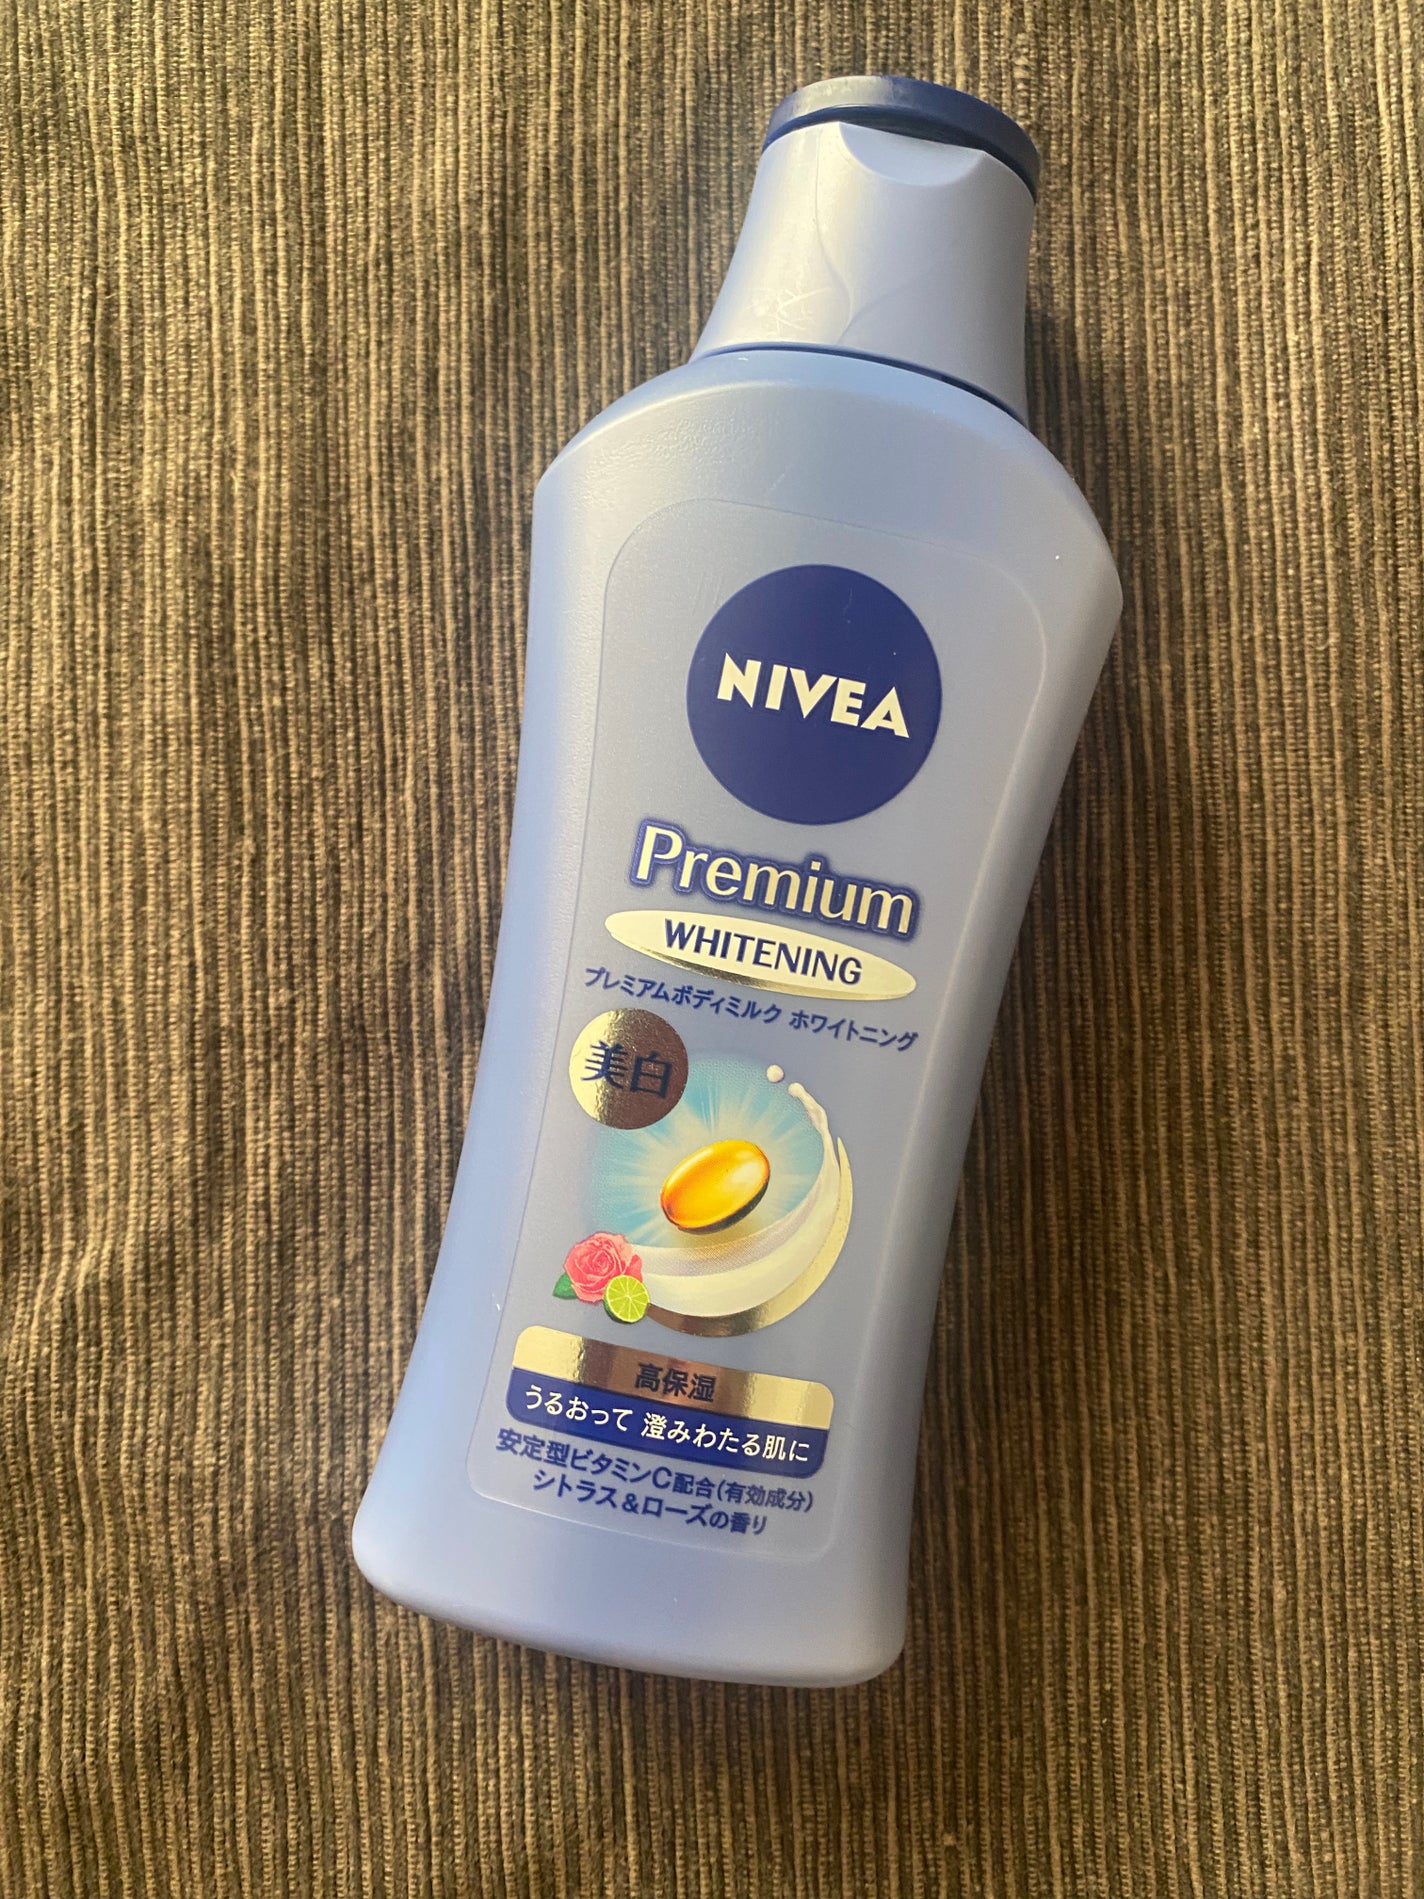 NIVEA
Premium
WHITENING
プレミアムボディミルク ホワイトニング
美白
高保湿
うるおって 澄みわたる肌に
安定型ビタミンC配合(有効成分)
シトラス&ローズの香り